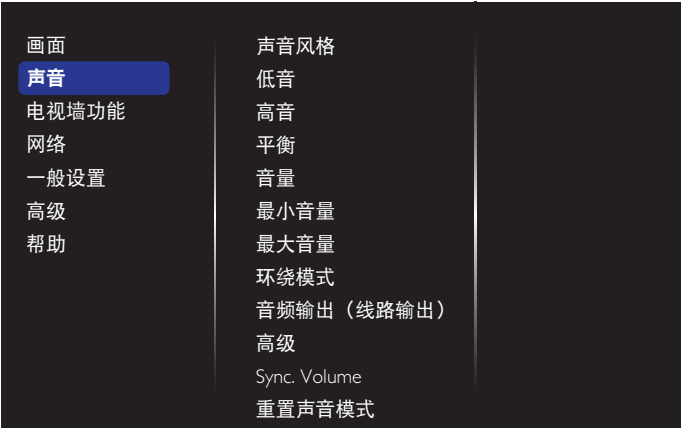 画面
声音
电视墙功能
网络
一般设置
高级
帮助
声音风格
低音
高音
平衡
音量
最小音量
最大音量
环绕模式
音频输出（线路输出）
高级
Sync. Volume
重置声音模式